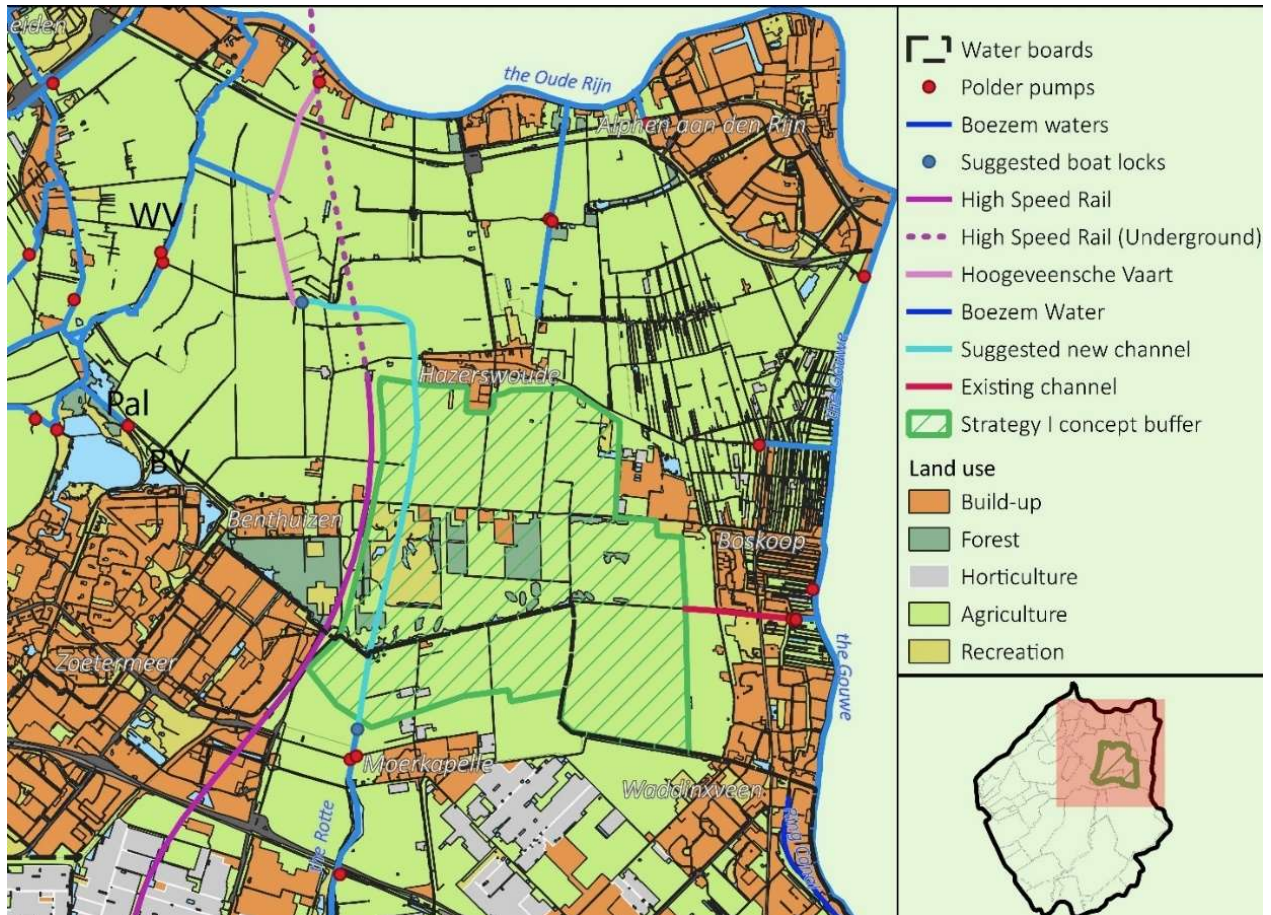 eiden
the Oude Rijn
Alphen aan den Rijn
WV
the Gouwe
Hazerswoude
Pal
BV
Benthuizen
Boskoop
Zoetermeer
the Gouwe
Moerkapelle
Waddinxveen
the Rotte
Water boards
Polder pumps
Boezem waters
Suggested boat locks
High Speed Rail
High Speed Rail (Underground)
Hoogeveensche Vaart
Boezem Water
Suggested new channel
Existing channel
Strategy I concept buffer
Land use
Build-up
Forest
Horticulture
Agriculture
Recreation